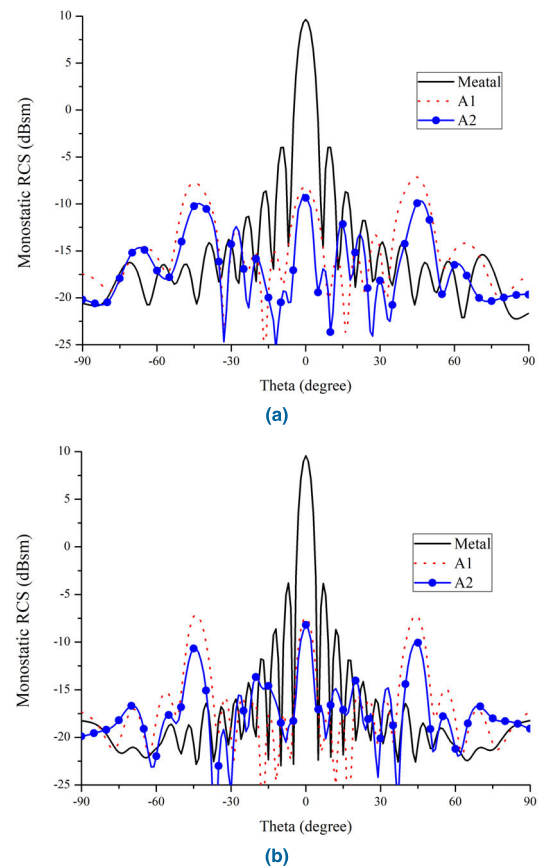 10
5
0
-5
-10
-15
-20
-25
Monostatic RCS (dBsm)
Meatal
A1
A2
-90 -60 -30 0 30 60 90
Theta (degree)
(a)
10
5
0
-5
-10
-15
-20
-25
Monostatic RCS (dBsm)
Metal
A1
A2
-90 -60 -30 0 30 60 90
Theta (degree)
(b)